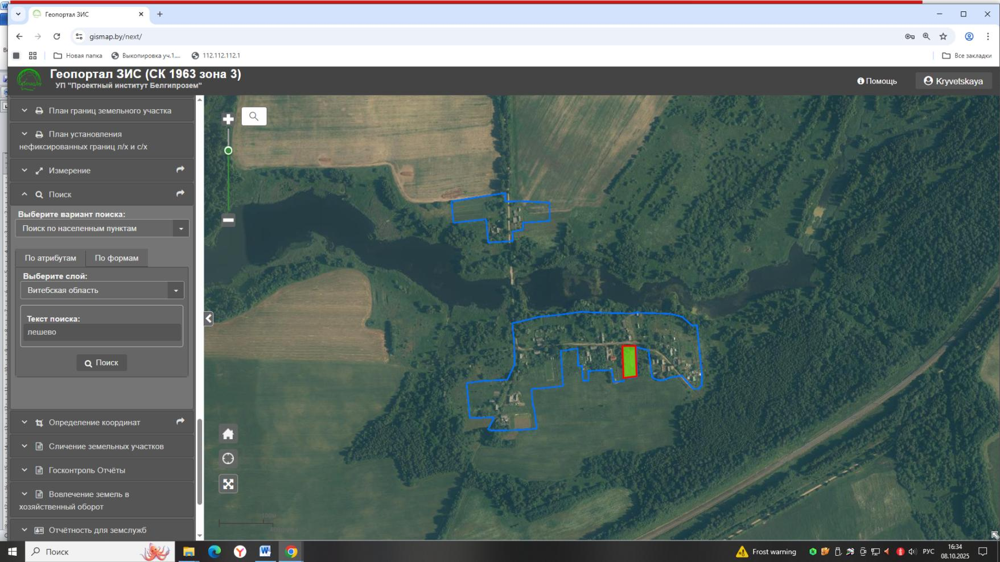 Геопортал ЗИС
gismap.by/next/
Новая папка
Выкопировка уч.1....
112.112.112.1
Все закладки
Геопортал ЗИС (СК 1963 зона 3)
УП "Проектный институт Белгипрозем"
Помощь
Kryvetskaya
План границ земельного участка
План установления
нефиксированных границ л/х и с/х
Измерение
Поиск
Выберите вариант поиска:
Поиск по населенным пунктам
По атрибутам
По формам
Выберите слой:
Витебская область
Текст поиска:
лешево
Поиск
Определение координат
Сличение земельных участков
Госконтроль Отчёты
Вовлечение земель в
хозяйственный оборот
Отчётность для земслужб
100м
Поиск
Frost warning
РУС
16:34
08.10.2025